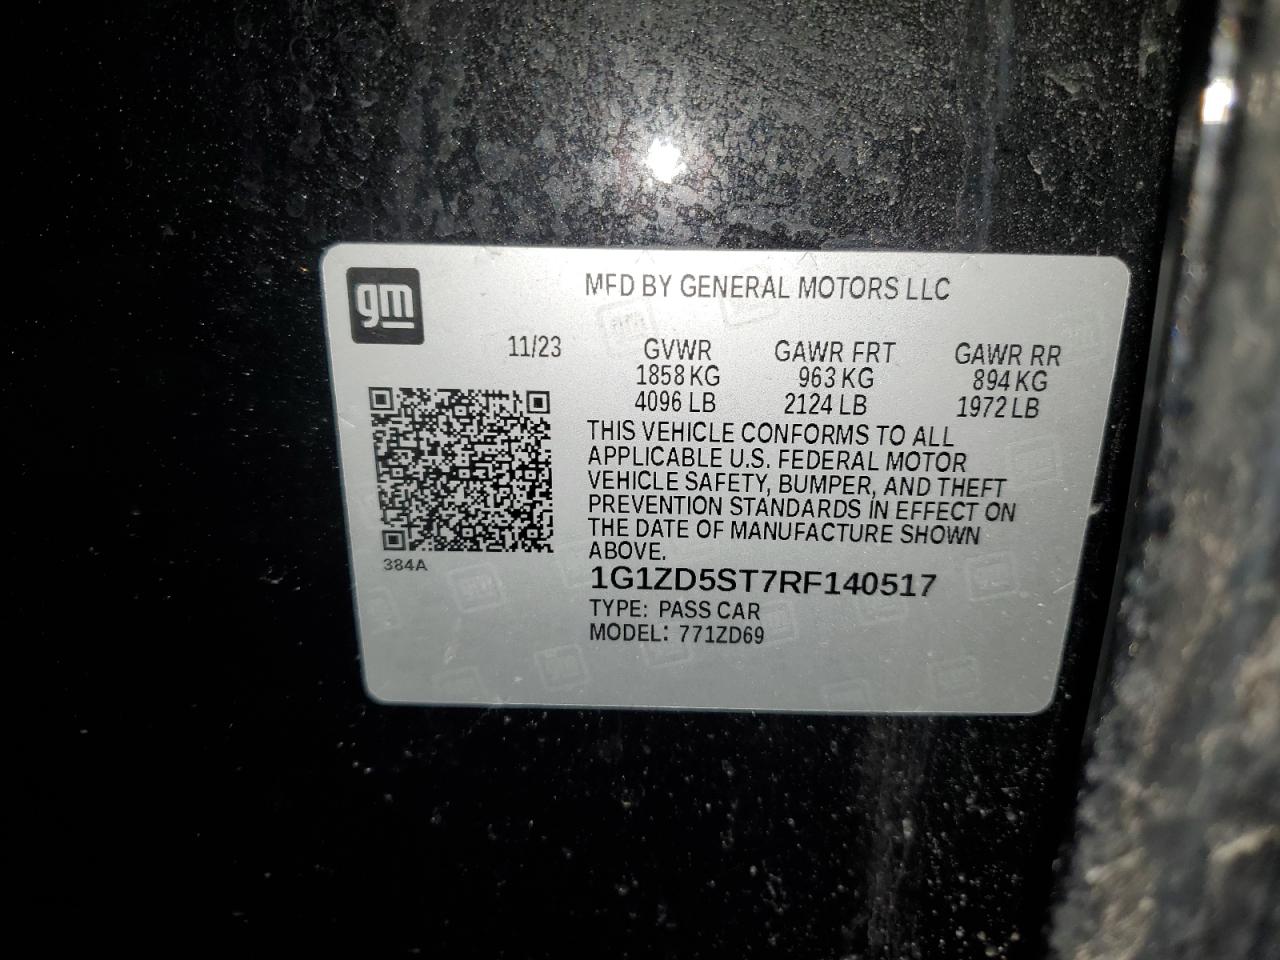 gm
MFD BY GENERAL MOTORS LLC
11/23 GVWR GAWR FRT GAWR RR
1858 KG 963 KG 894 KG
4096 LB 2124 LB 1972 LB
THIS VEHICLE CONFORMS TO ALL
APPLICABLE U.S. FEDERAL MOTOR
VEHICLE SAFETY, BUMPER, AND THEFT
PREVENTION STANDARDS IN EFFECT ON
THE DATE OF MANUFACTURE SHOWN
ABOVE.
384A
1G1ZD5ST7RF140517
TYPE: PASS CAR
MODEL: 771ZD69